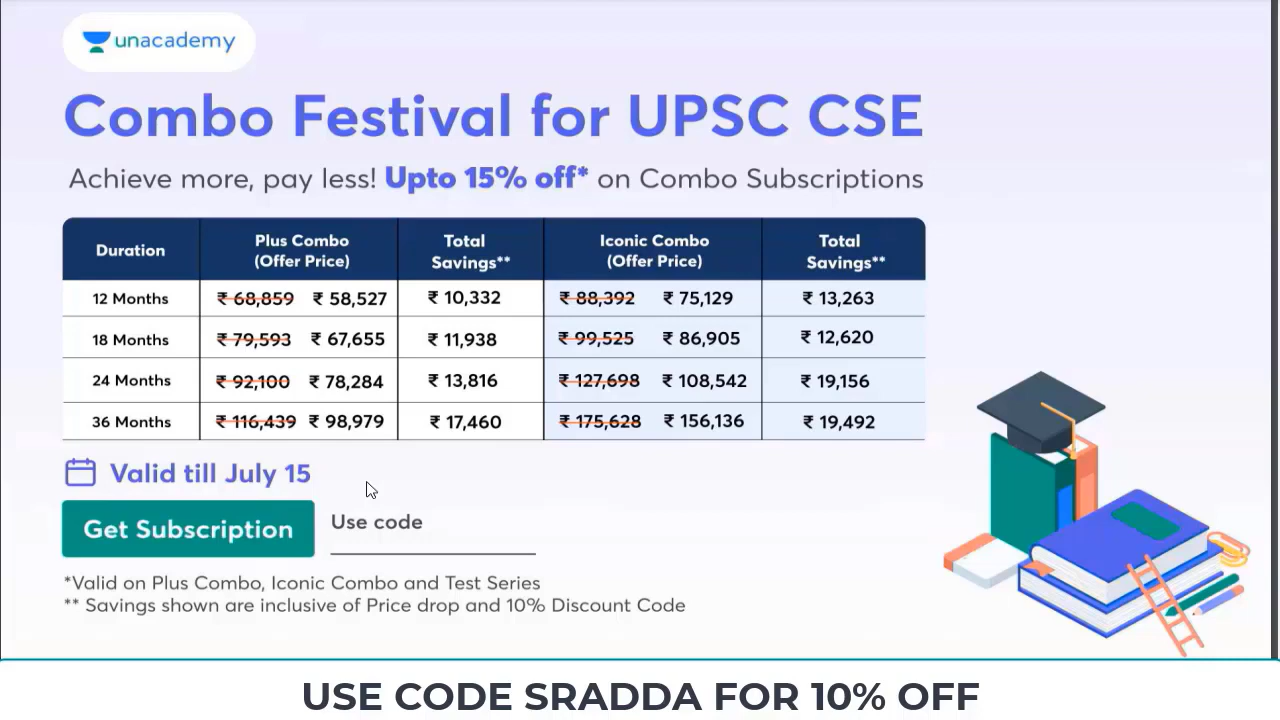 unacademy
Combo Festival for UPSC CSE
Achieve more, pay less! Upto 15% off* on Combo Subscriptions
Duration Plus Combo (Offer Price) Total Savings** Iconic Combo (Offer Price) Total Savings**
12 Months ₹ 68,859 ₹ 58,527 ₹ 10,332 ₹ 88,392 ₹ 75,129 ₹ 13,263
18 Months ₹ 79,593 ₹ 67,655 ₹ 11,938 ₹ 99,525 ₹ 86,905 ₹ 12,620
24 Months ₹ 92,100 ₹ 78,284 ₹ 13,816 ₹ 127,698 ₹ 108,542 ₹ 19,156
36 Months ₹ 116,439 ₹ 98,979 ₹ 17,460 ₹ 175,628 ₹ 156,136 ₹ 19,492
Valid till July 15
Get Subscription Use code
*Valid on Plus Combo, Iconic Combo and Test Series
** Savings shown are inclusive of Price drop and 10% Discount Code
USE CODE SRADDA FOR 10% OFF